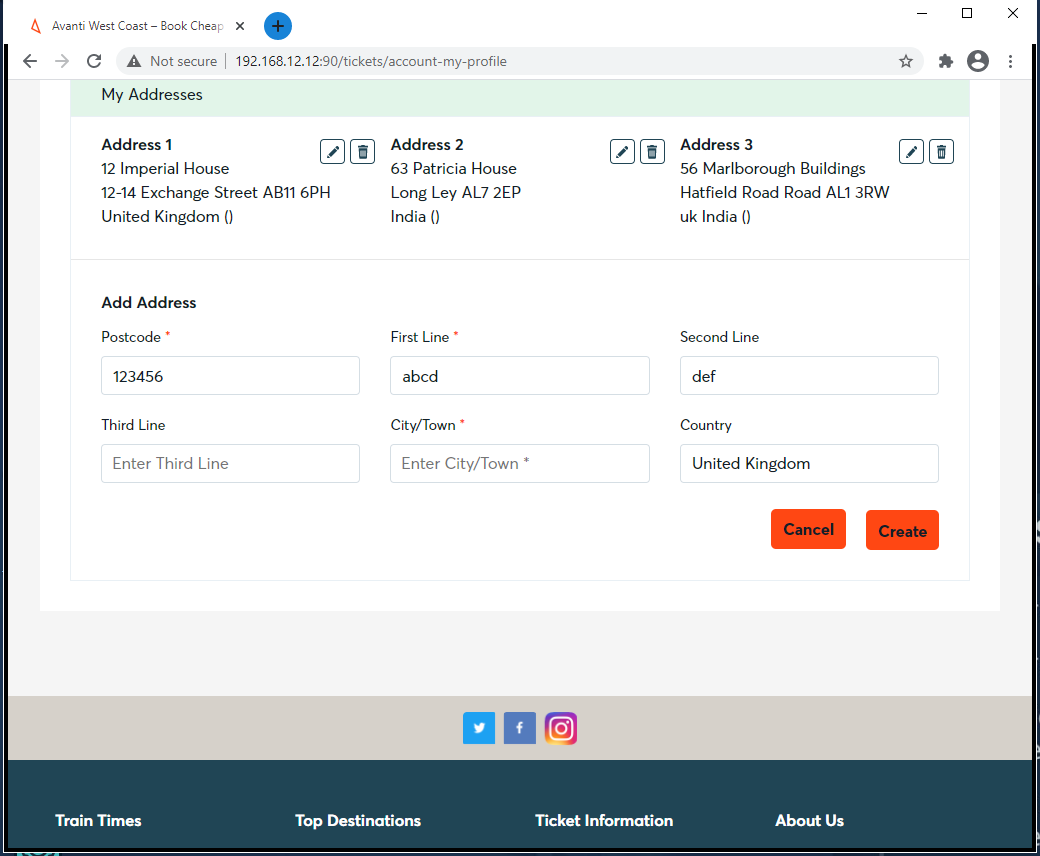 Avanti West Coast – Book Cheap
Not secure | 192.168.12.12:90/tickets/account-my-profile
My Addresses
Address 1
12 Imperial House
12-14 Exchange Street AB11 6PH
United Kingdom ()
Address 2
63 Patricia House
Long Ley AL7 2EP
India ()
Address 3
56 Marlborough Buildings
Hatfield Road Road AL1 3RW
uk India ()
Add Address
Postcode * First Line * Second Line
123456 abcd def
Third Line City/Town * Country
Enter Third Line Enter City/Town * United Kingdom
Cancel Create
Train Times Top Destinations Ticket Information About Us